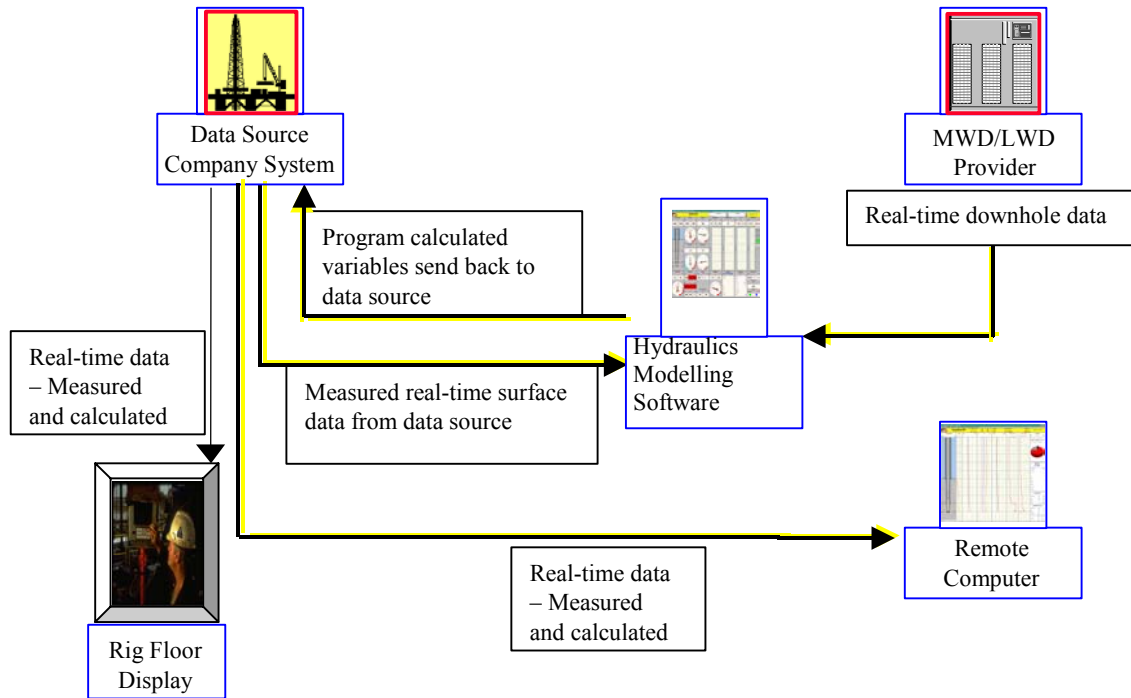 Data Source
Company System
MWD/LWD
Provider
Real-time downhole data
Program calculated
variables send back to
data source
Real-time data
– Measured
and calculated
Hydraulics
Modelling
Software
Measured real-time surface
data from data source
Remote
Computer
Real-time data
– Measured
and calculated
Rig Floor
Display